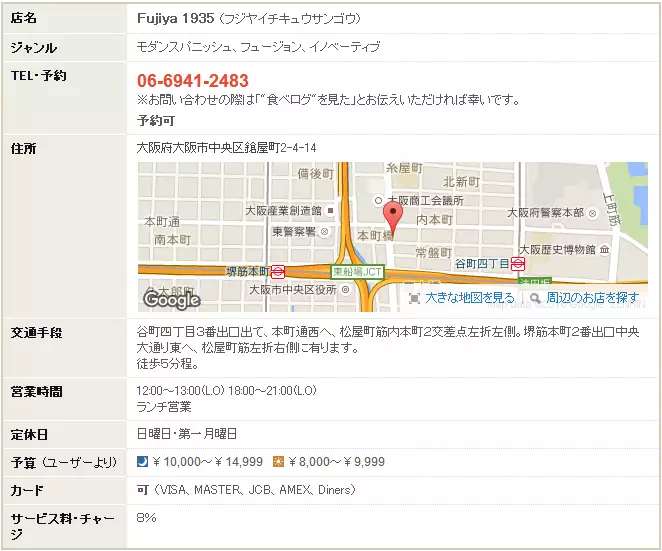 店名 Fujiya 1935 （フジヤイチキュウサンゴウ）
ジャンル モダンスパニッシュ、フュージョン、イノベーティブ
TEL・予約 06-6941-2483
※お問い合わせの際は「“食べログ“を見た」とお伝えいただければ幸いです。
予約可
住所 大阪府大阪市中央区鎗屋町2-4-14
糸屋町
備後町
北新町
大阪商工会議所
大阪産業創造館
内本町
大阪府警察本部
上町筋
本町通
東警察署
本町橋
南本町
常盤町
大阪歴史博物館
谷町四丁目
堺筋本町
東船場JCT
大阪市中央区役所
Google
大きな地図を見る 周辺のお店を探す
交通手段 谷町四丁目3番出口出て、本町通西へ、松屋町筋内本町2交差点左折左側。堺筋本町2番出口中央
大通り東へ、松屋町筋左折右側に有ります。
徒歩5分程。
営業時間 12:00～13:00(L.O) 18:00～21:00(L.O)
ランチ営業
定休日 日曜日・第一月曜日
予算（ユーザーより） ￥10,000～￥14,999 ￥8,000～￥9,999
カード 可 （VISA、MASTER、JCB、AMEX、Diners）
サービス料・チャー
ジ
8%